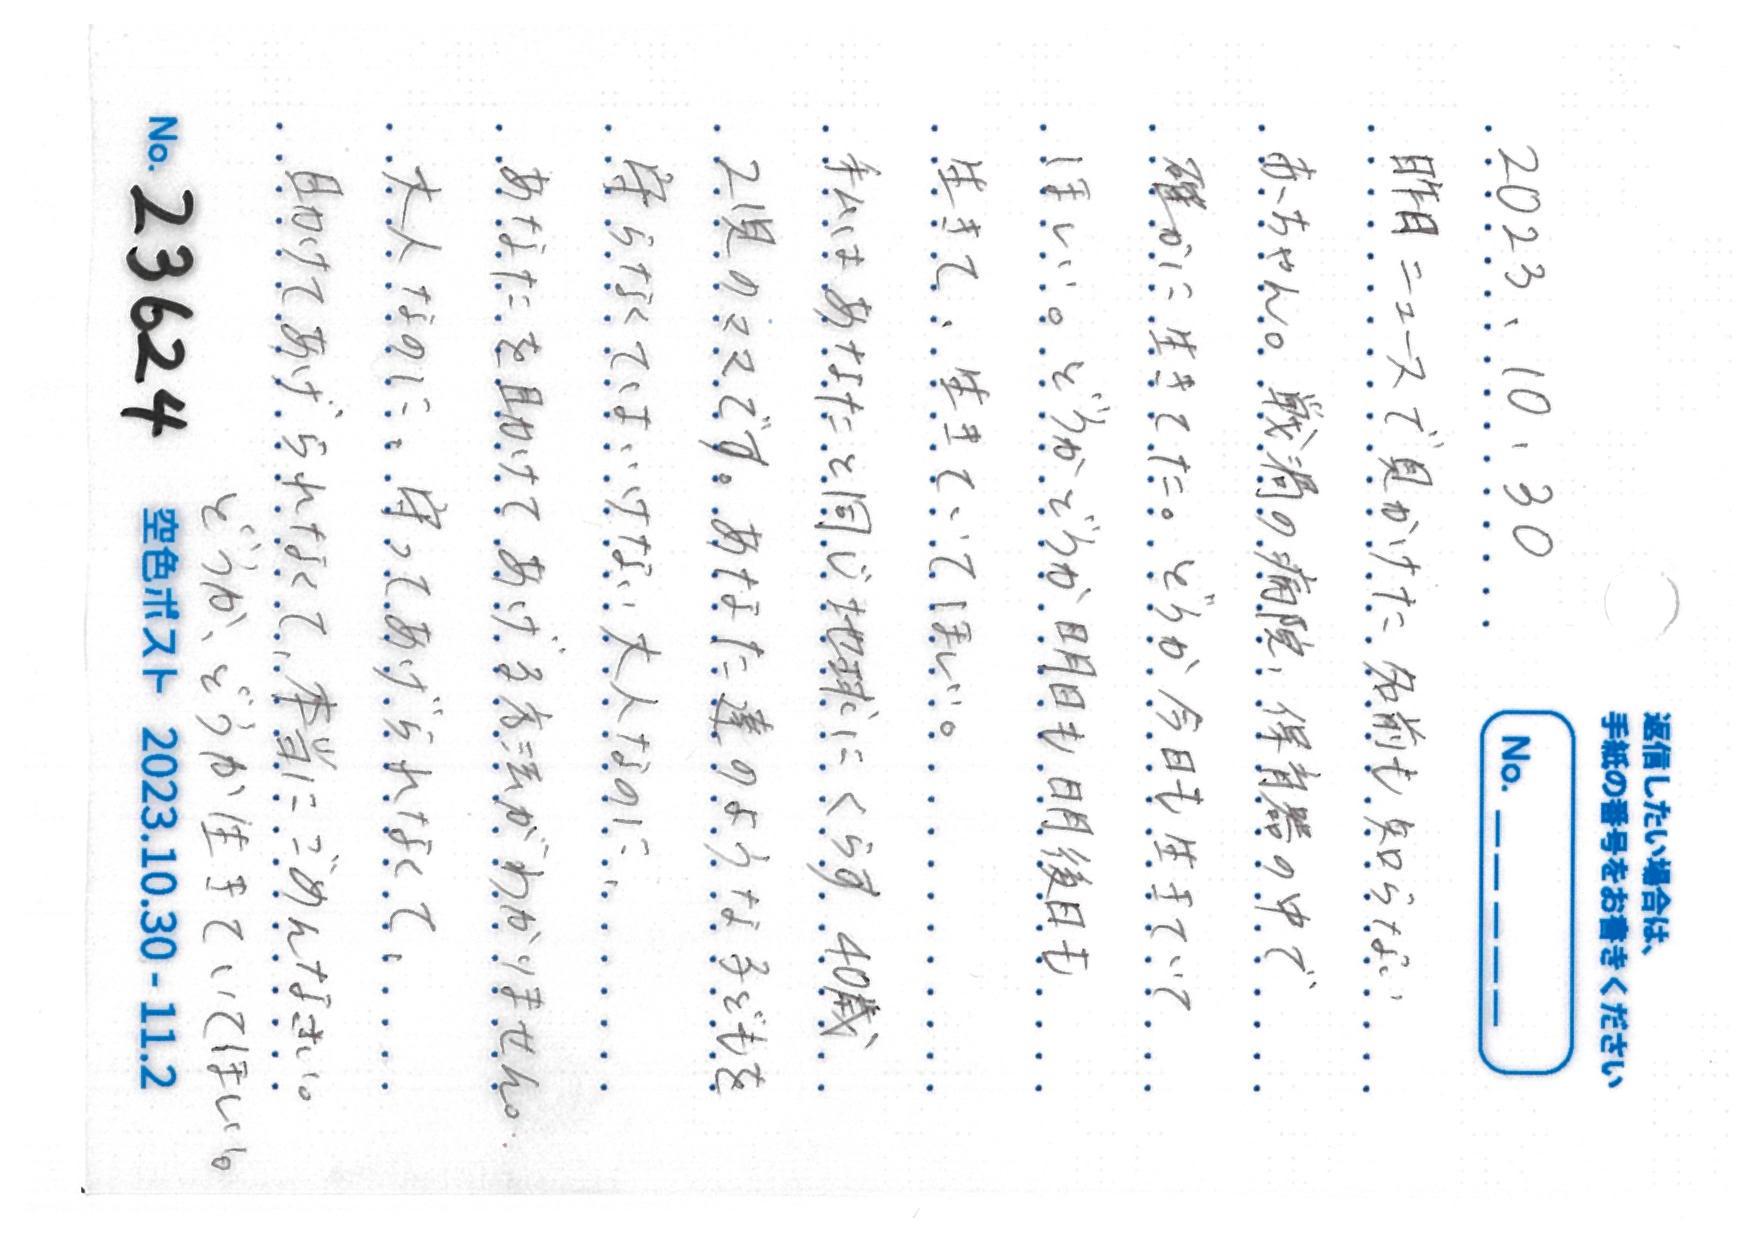 返信したい場合は、
手紙の番号をお書きください
No. _ _ _ _ _
2023、10、30
昨日ニュースで見かけた 名前も知らない
赤ちゃん。戦渦の病院、保育器の中で
確かに生きてた。どうか今日も生きていて
ほしい。どうかどうか明日も明後日も
生きて、生きていてほしい。
私はあなたと同じ地球にくらす 40歳
2児のママです。あなた達のような子どもを
守らなくてはいけない大人なのに、
あなたを助けてあげる方法がわかりません。
大人なのに、守ってあげられなくて、
助けてあげられなくて、本当にごめんなさい。
どうか、どうか生きていてほしい。
No. 23624 空色ポスト 2023.10.30 - 11.2